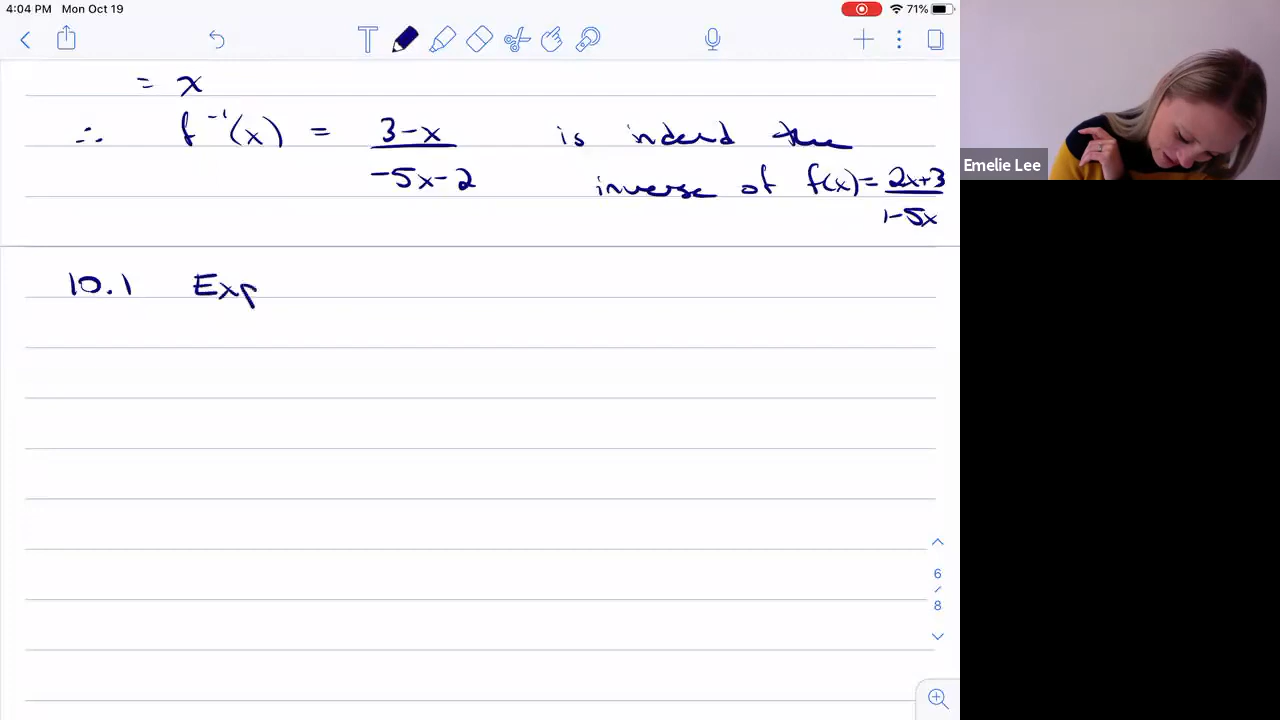 4:04 PM Mon Oct 19
71%
= x
∴ f⁻¹(x) = (3-x)/(-5x-2) is indeed the
inverse of f(x) = (2x+3)/(1-5x)
10.1 Exp
6
/
8
Emelie Lee